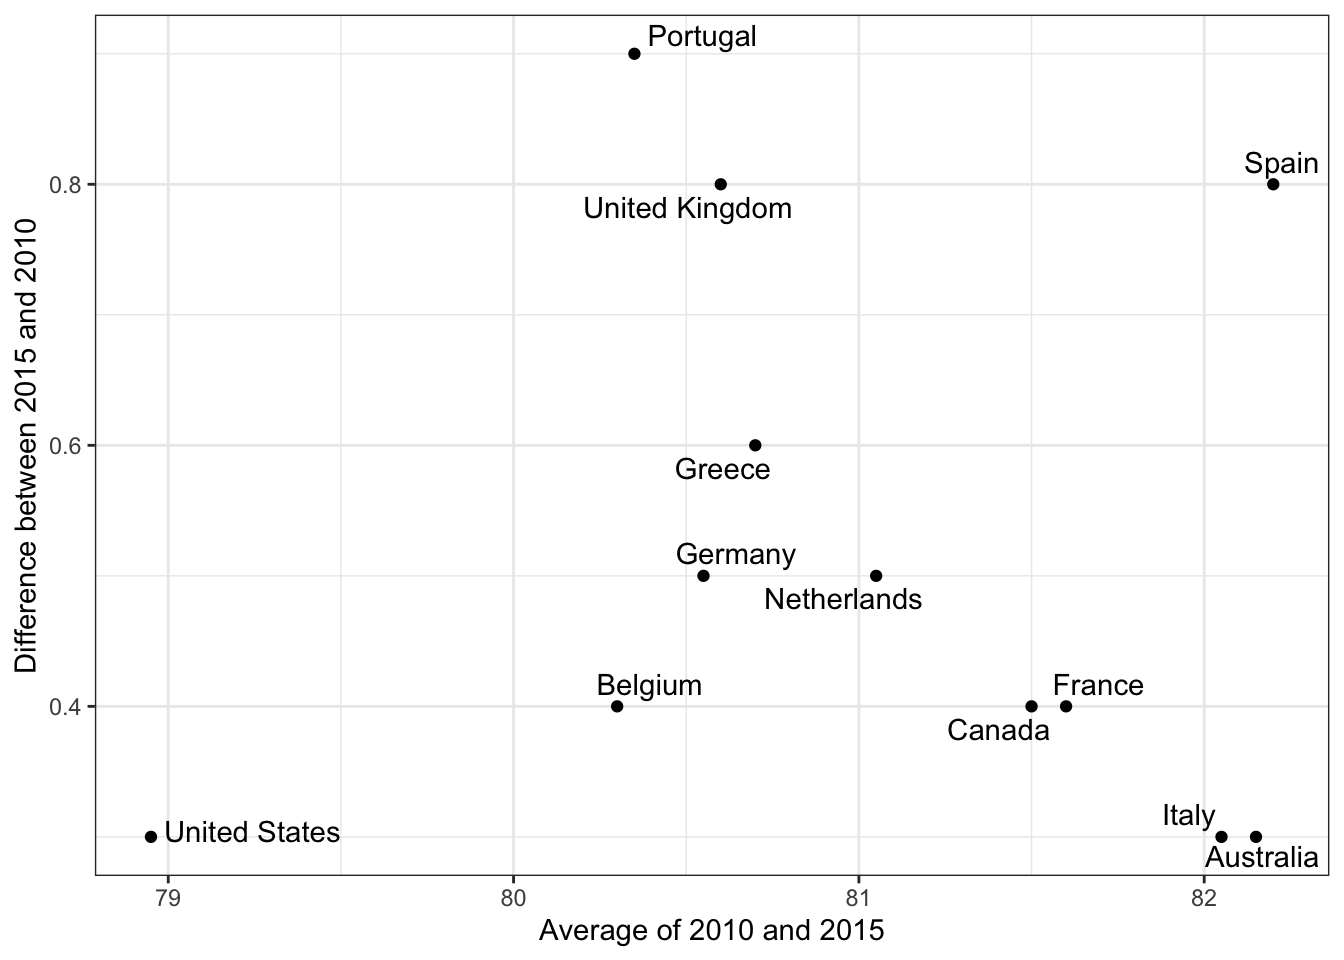 Portugal
Spain
0.8
United Kingdom
Difference between 2015 and 2010
0.6
Greece
Germany
Netherlands
Belgium
France
0.4
Canada
Italy
United States
Australia
79
80
81
82
Average of 2010 and 2015